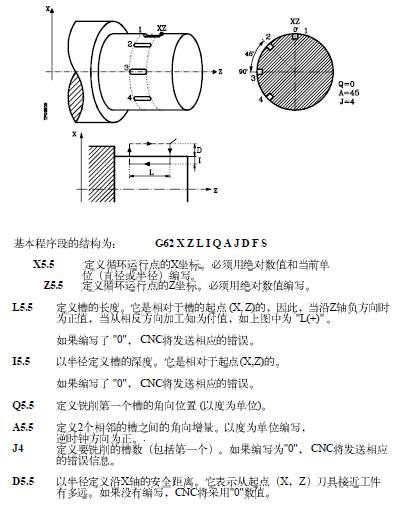 X
1
XZ
2
3
4
Z
XZ
0°
1
45°
2
90°
3
4
Q=0
A=45
J=4
X
D
I
L
Z
基本程序段的结构为： G62 X Z L I Q A J D F S
X5.5 定义循环运行点的X坐标。必须用绝对数值和当前单
位（直径或半径）编写。
Z5.5 定义循环运行点的Z坐标。必须用绝对数值编写。
L5.5 定义槽的长度。它是相对于槽的起点 (X, Z)的，因此，当沿Z轴负方向时
为正值，当从相反方向加工知为付值，如上图中为 "L(+)" 。
如果编写了 "0"， CNC将发送相应的错误。
I5.5 以半径定义槽的深度。它是相对于起点(X,Z)的。
如果编写了 "0"， CNC将发送相应的错误。
Q5.5 定义铣削第一个槽的角向位置 (以度为单位)。
A5.5 定义2个相邻的槽之间的角向增量。以度为单位编写，
逆时钟方向为正。.
J4 定义要铣削的槽数（包括第一个）。如果编写为"0"， CNC将发送相应
的错误信息。
D5.5 以半径定义沿X轴的安全距离。它表示从起点（X，Z）刀具接近工件
有多远。如果没有编写，CNC将采用"0"数值。